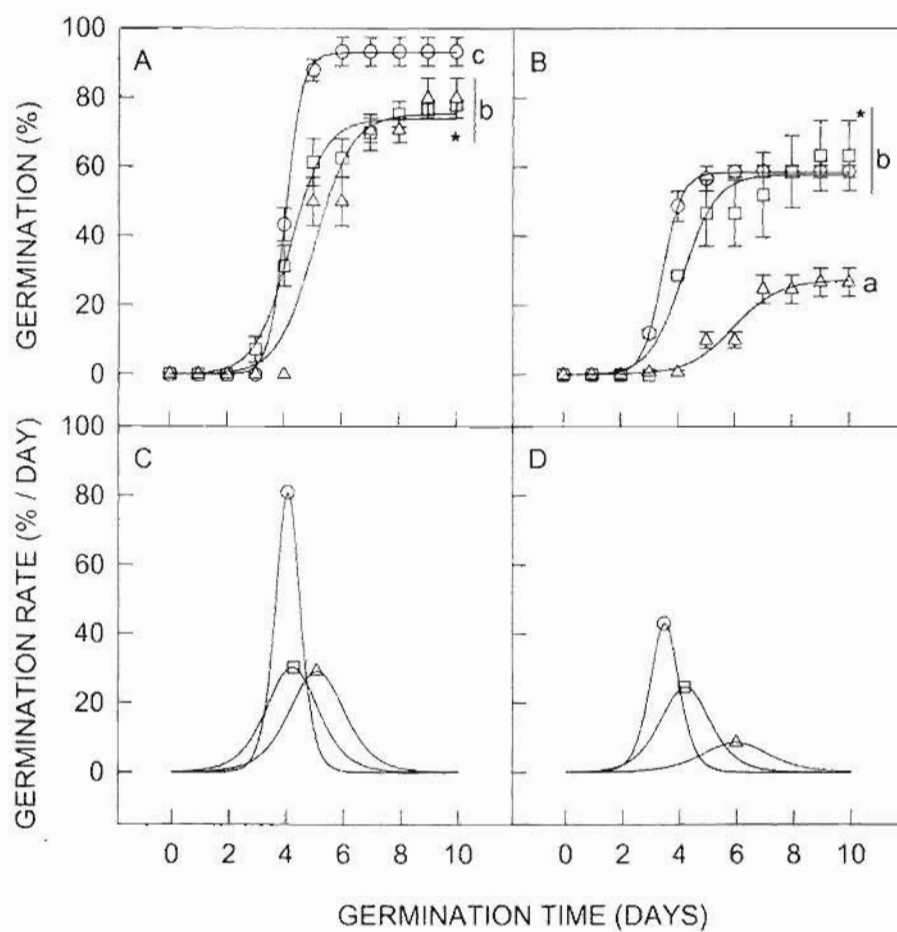 GERMINATION (%)
100
80
60
40
20
0
A
c
b
*
B
*
b
a
GERMINATION RATE (% / DAY)
100
80
60
40
20
0
C
D
0 2 4 6 8 10
0 2 4 6 8 10
GERMINATION TIME (DAYS)